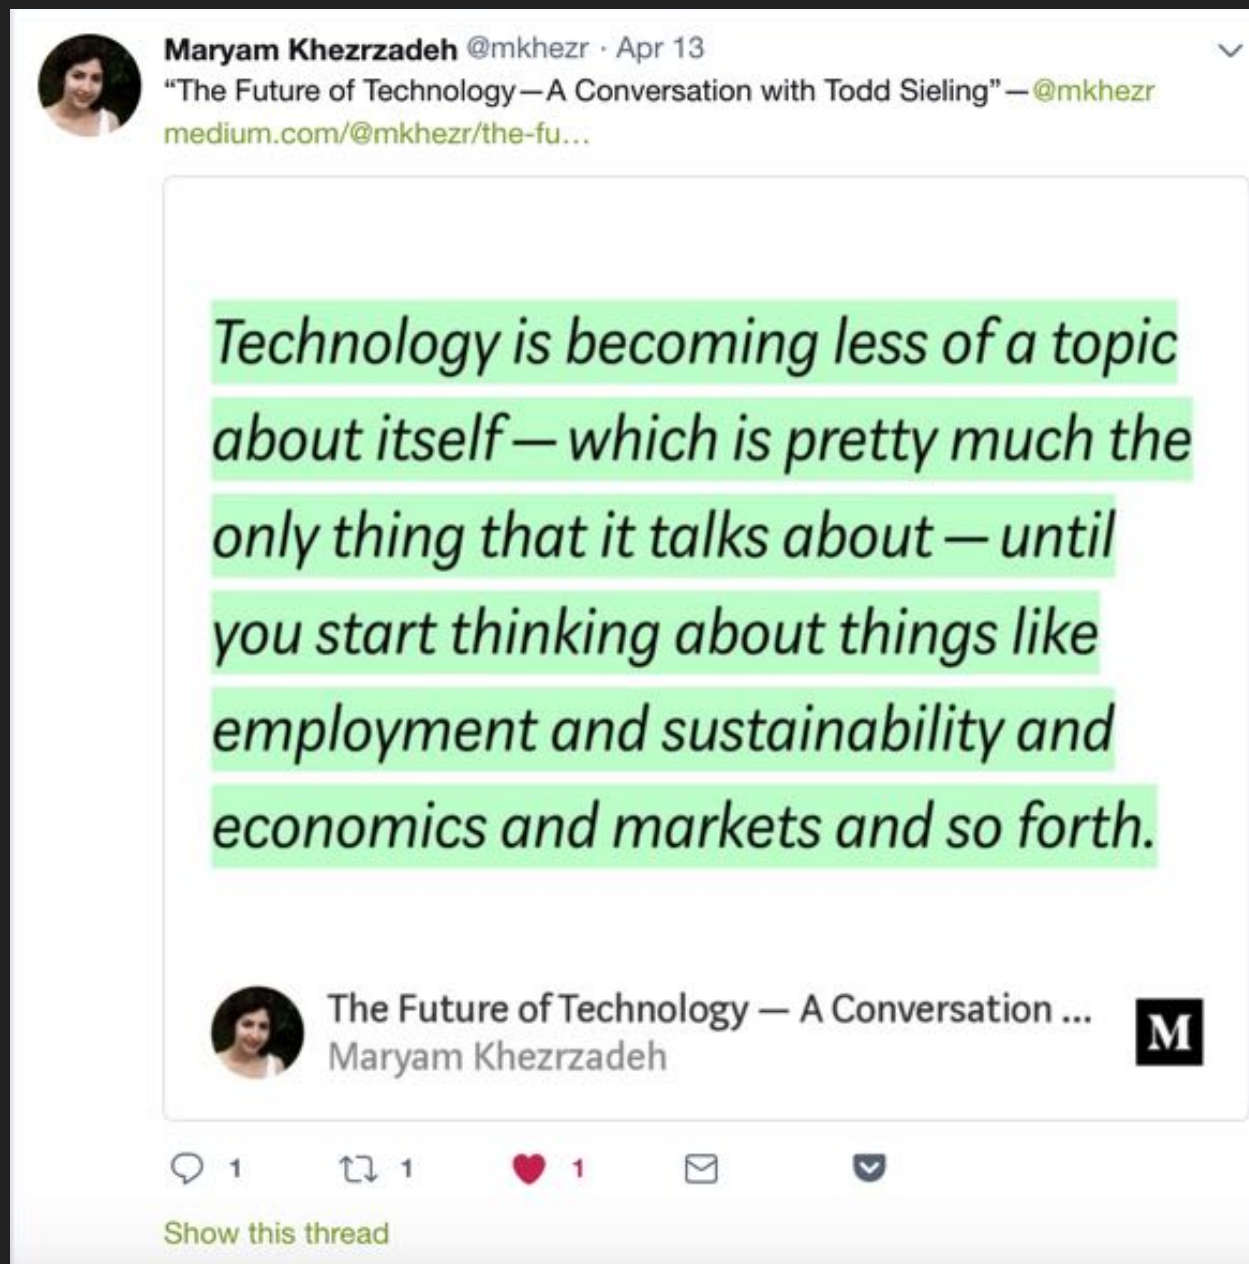 Maryam Khezrzadeh @mkhezr · Apr 13
“The Future of Technology—A Conversation with Todd Sieling” — @mkhezr
medium.com/@mkhezr/the-fu…
Technology is becoming less of a topic
about itself — which is pretty much the
only thing that it talks about — until
you start thinking about things like
employment and sustainability and
economics and markets and so forth.
The Future of Technology — A Conversation ...
Maryam Khezrzadeh
M
1 1 1
Show this thread